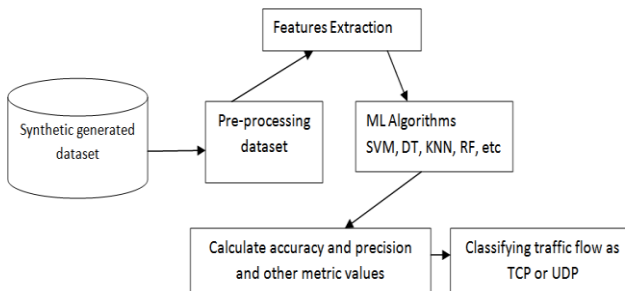 Features Extraction
Synthetic generated
dataset
Pre-processing
dataset
ML Algorithms
SVM, DT, KNN, RF, etc
Calculate accuracy and precision
and other metric values
Classifying traffic flow as
TCP or UDP